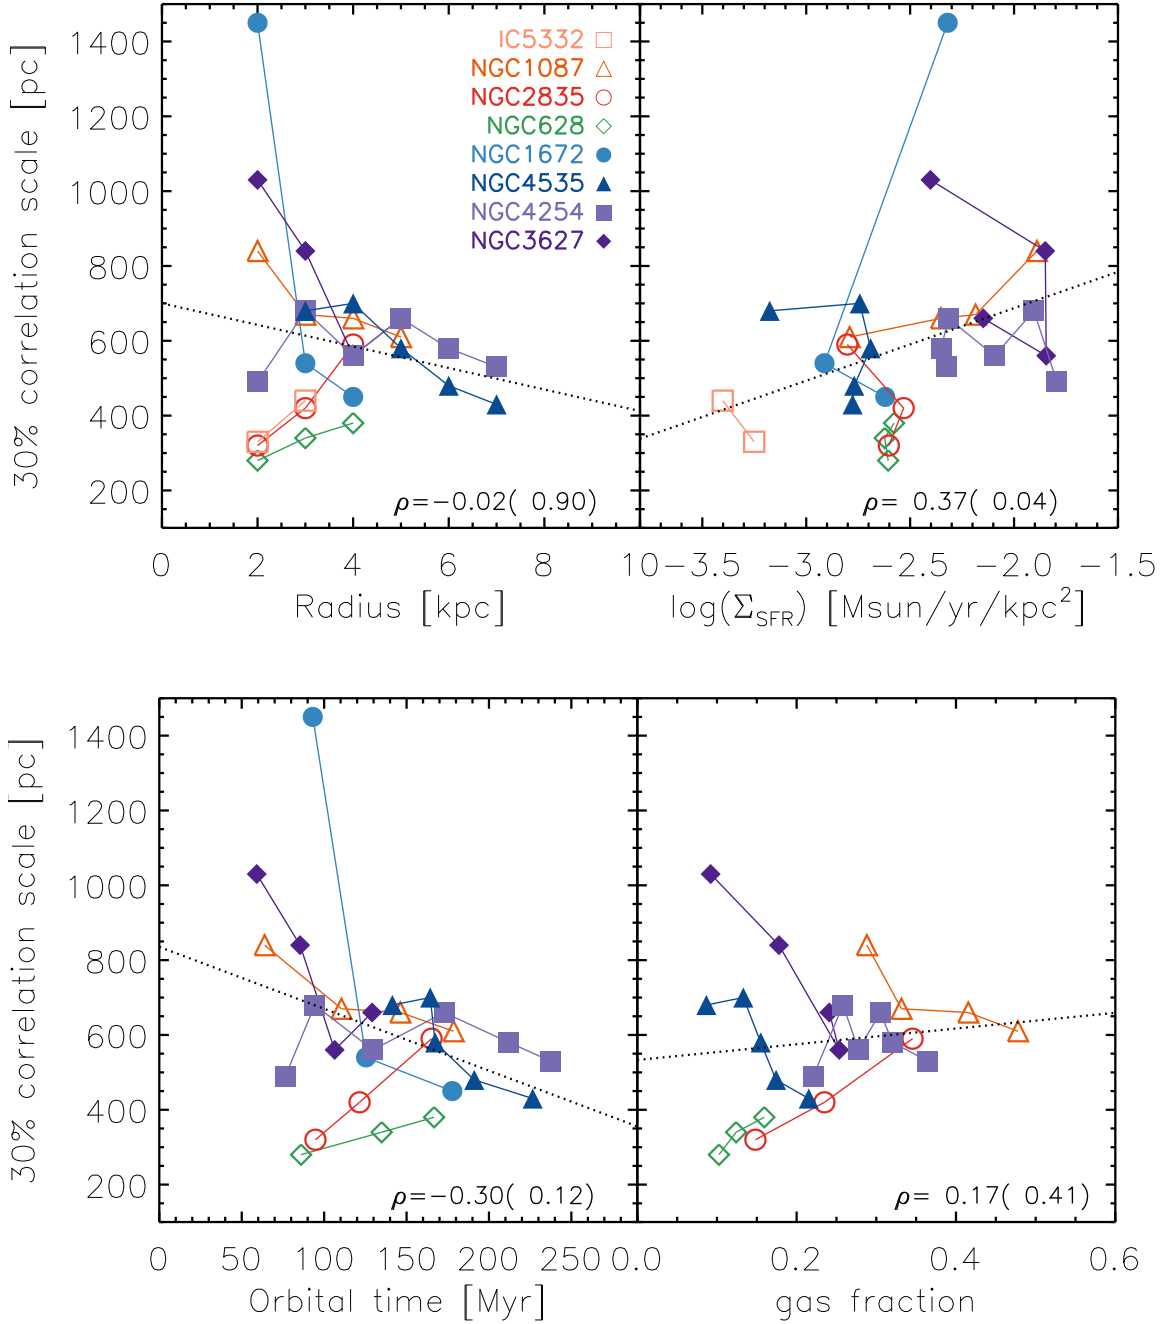 30% correlation scale [pc]
1400
1200
1000
800
600
400
200
IC5332
NGC1087
NGC2835
NGC628
NGC1672
NGC4535
NGC4254
NGC3627
ρ=−0.02( 0.90)
ρ= 0.37( 0.04)
0 2 4 6 8 10
−3.5 −3.0 −2.5 −2.0 −1.5
Radius [kpc]
log(Σ_SFR) [Msun/yr/kpc²]
30% correlation scale [pc]
1400
1200
1000
800
600
400
200
ρ=−0.30( 0.12)
ρ= 0.17( 0.41)
0 50 100 150 200 250
0.0 0.2 0.4 0.6
Orbital time [Myr]
gas fraction